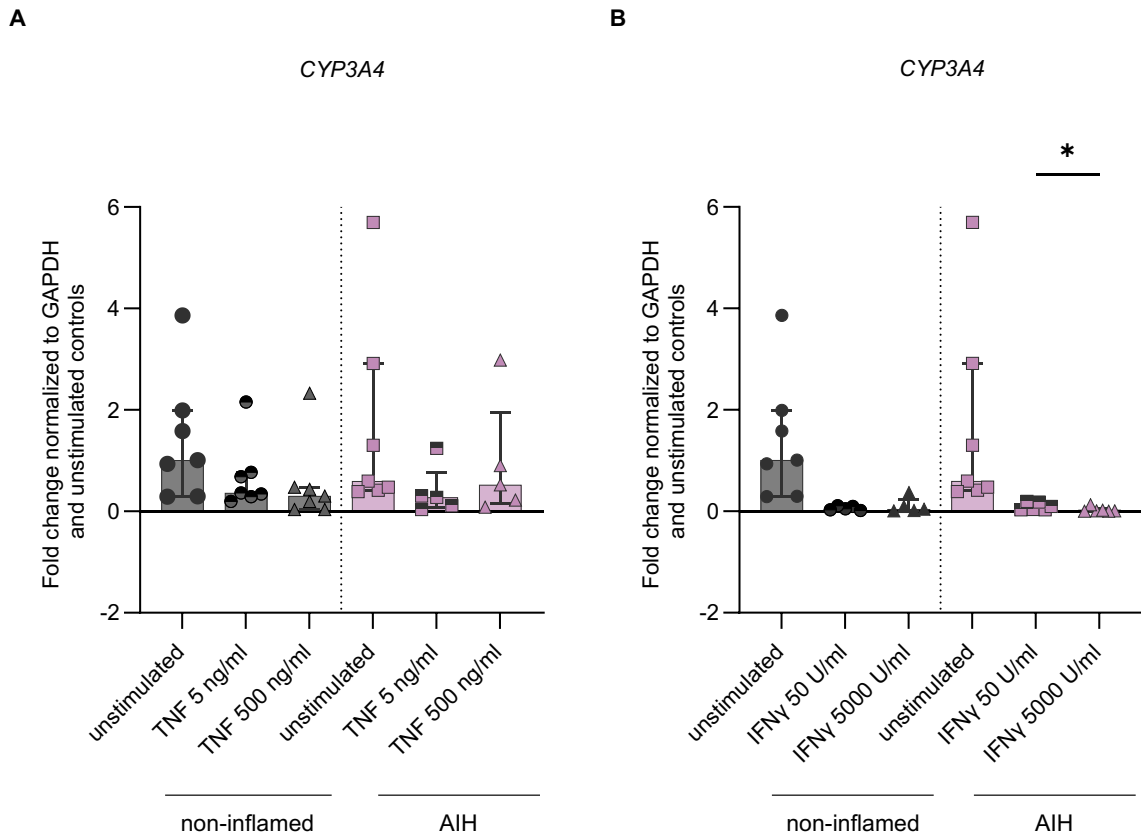 A
CYP3A4
Fold change normalized to GAPDH
and unstimulated controls
6
4
2
0
-2
unstimulated
TNF 5 ng/ml
TNF 500 ng/ml
unstimulated
TNF 5 ng/ml
TNF 500 ng/ml
non-inflamed
AIH
B
CYP3A4
*
Fold change normalized to GAPDH
and unstimulated controls
6
4
2
0
-2
unstimulated
IFNγ 50 U/ml
IFNγ 5000 U/ml
unstimulated
IFNγ 50 U/ml
IFNγ 5000 U/ml
non-inflamed
AIH